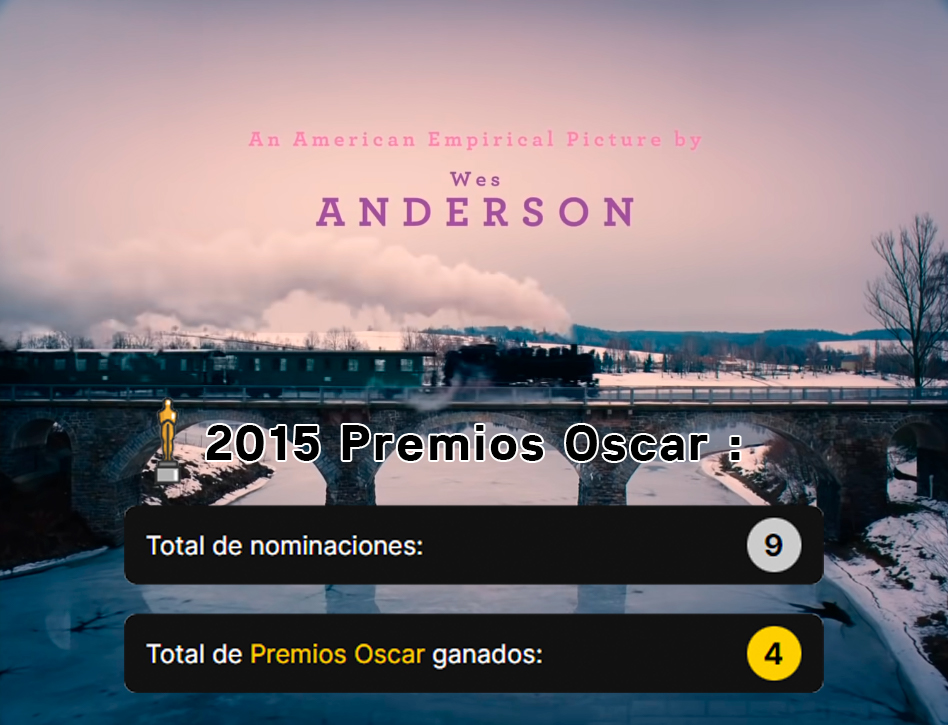 An American Empirical Picture by
Wes
ANDERSON
2015 Premios Oscar :
Total de nominaciones:
9
Total de Premios Oscar ganados:
4